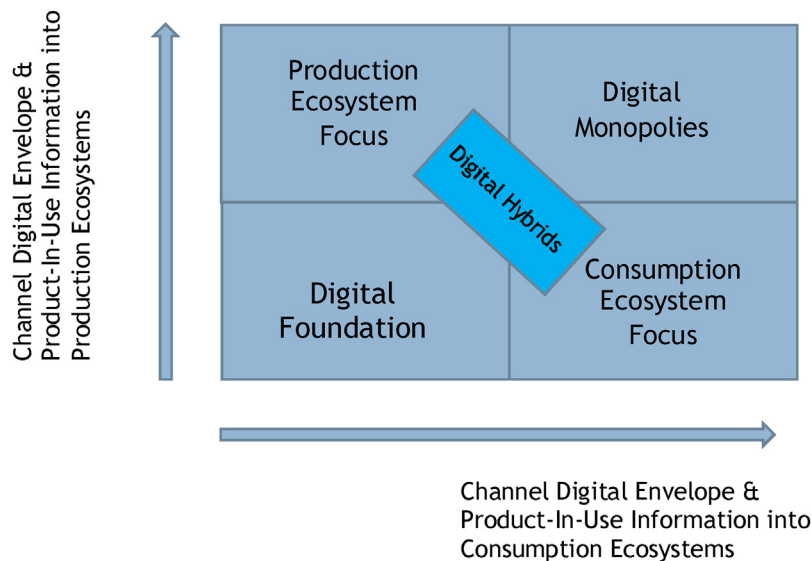 Channel Digital Envelope &
Product-In-Use Information into
Production Ecosystems
Production
Ecosystem
Focus
Digital
Monopolies
Digital Hybrids
Digital
Foundation
Consumption
Ecosystem
Focus
Channel Digital Envelope &
Product-In-Use Information into
Consumption Ecosystems